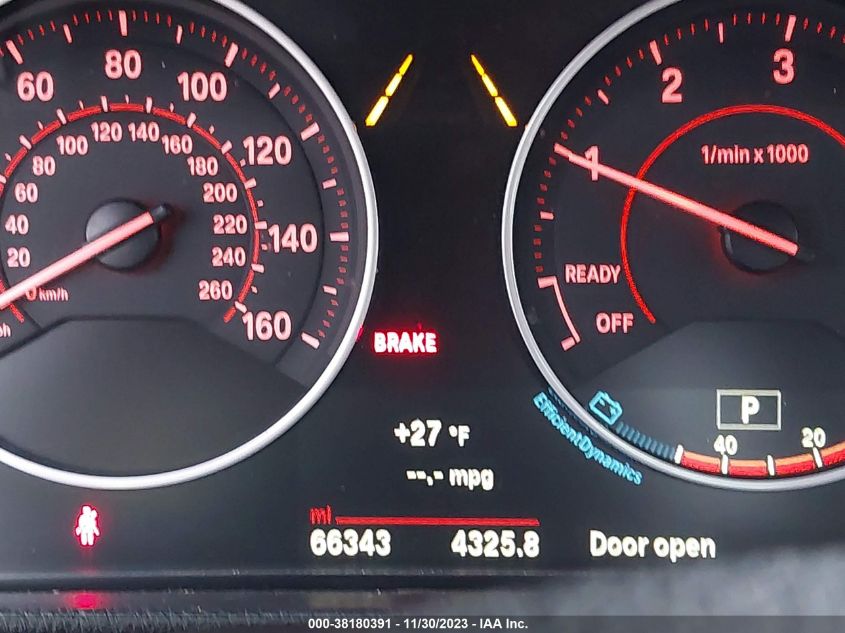 60 80 100 120 140 160
20 40 60 80 100 120 140 160 180 200 220 240 260
0 km/h
1 2 3
1/min x 1000
READY
OFF
BRAKE
P
EfficientDynamics
40 20
+27 °F
--.- mpg
mi
66343 4325.8
Door open
000-38180391 - 11/30/2023 - IAA Inc.